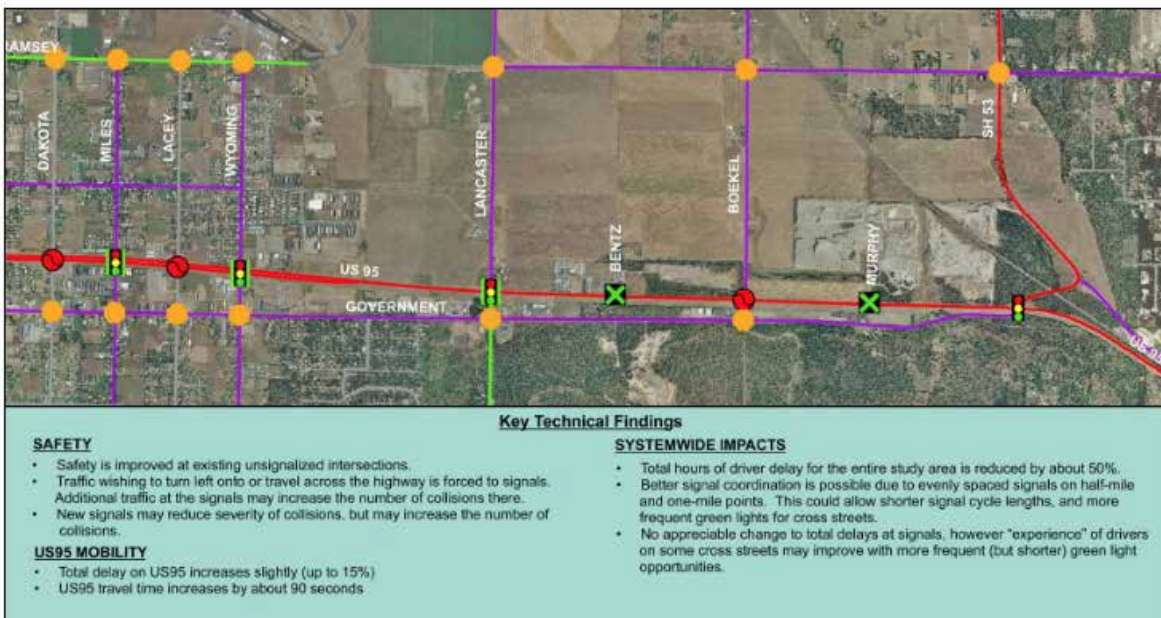 RAMSEY
DAKOTA
MILES
LACEY
WYOMING
LANCASTER
BOEKEL
SH 53
BENTZ
MURPHY
US 95
GOVERNMENT
US 95
Key Technical Findings
SAFETY
• Safety is improved at existing unsignalized intersections.
• Traffic wishing to turn left onto or travel across the highway is forced to signals.
Additional traffic at the signals may increase the number of collisions there.
• New signals may reduce severity of collisions, but may increase the number of
collisions.
US95 MOBILITY
• Total delay on US95 increases slightly (up to 15%)
• US95 travel time increases by about 90 seconds
SYSTEMWIDE IMPACTS
• Total hours of driver delay for the entire study area is reduced by about 50%.
• Better signal coordination is possible due to evenly spaced signals on half-mile
and one-mile points. This could allow shorter signal cycle lengths, and more
frequent green lights for cross streets.
• No appreciable change to total delays at signals, however "experience" of drivers
on some cross streets may improve with more frequent (but shorter) green light
opportunities.